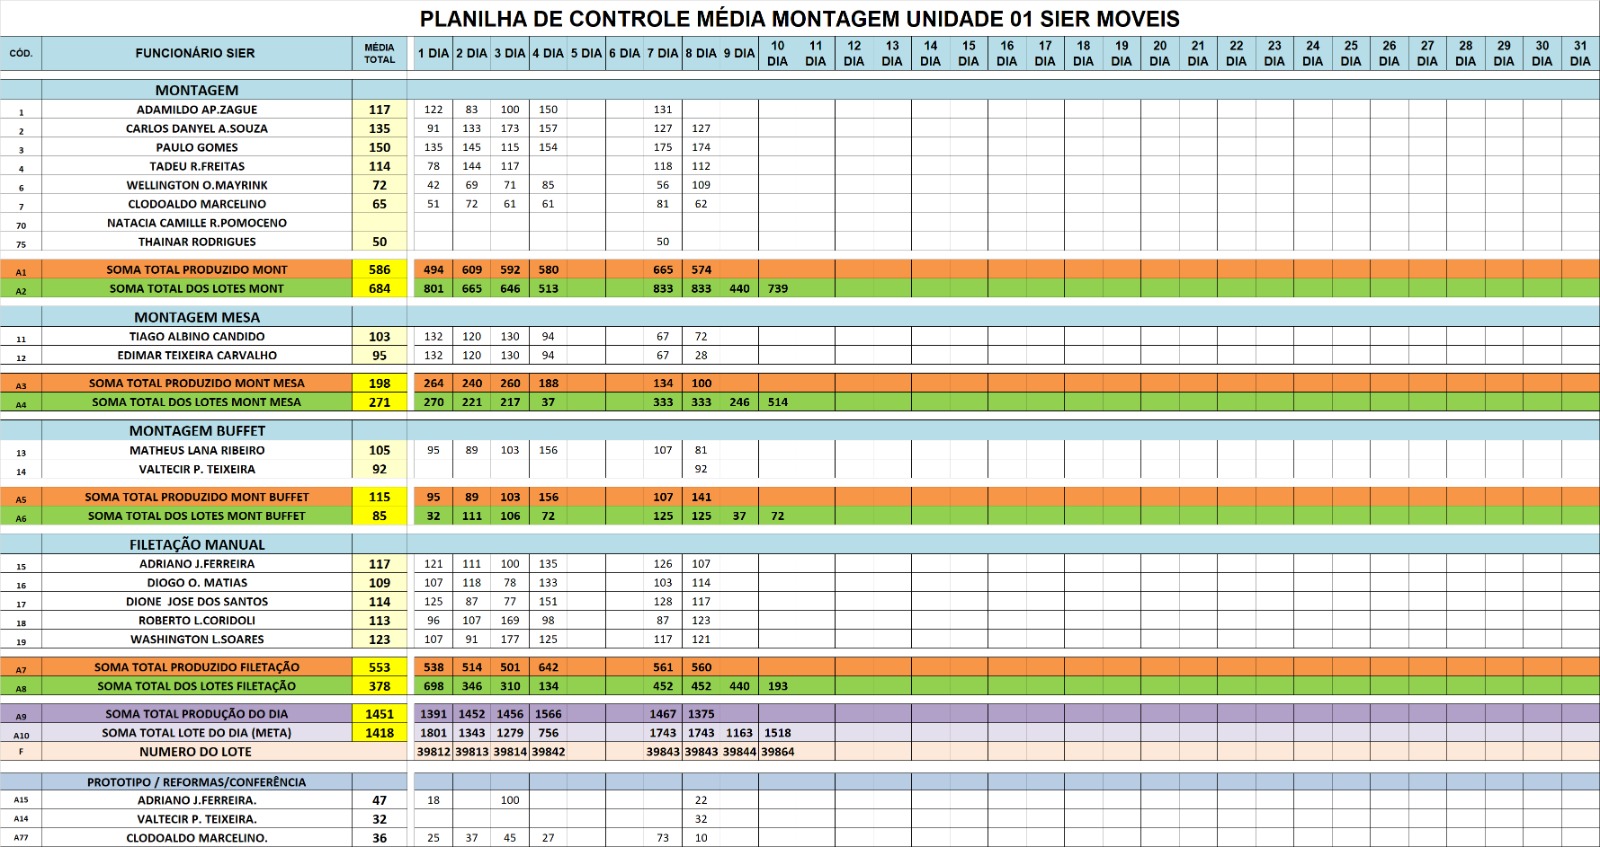 PLANILHA DE CONTROLE MÉDIA MONTAGEM UNIDADE 01 SIER MOVEIS
CÓD. FUNCIONÁRIO SIER MÉDIA TOTAL 1 DIA 2 DIA 3 DIA 4 DIA 5 DIA 6 DIA 7 DIA 8 DIA 9 DIA 10 DIA 11 DIA 12 DIA 13 DIA 14 DIA 15 DIA 16 DIA 17 DIA 18 DIA 19 DIA 20 DIA 21 DIA 22 DIA 23 DIA 24 DIA 25 DIA 26 DIA 27 DIA 28 DIA 29 DIA 30 DIA 31 DIA
MONTAGEM
1 ADAMILDO AP.ZAGUE 117 122 83 100 150 131
2 CARLOS DANYEL A.SOUZA 135 91 133 173 157 127 127
3 PAULO GOMES 150 135 145 115 154 175 174
4 TADEU R.FREITAS 114 78 144 117 118 112
6 WELLINGTON O.MAYRINK 72 42 69 71 85 56 109
7 CLODOALDO MARCELINO 65 51 72 61 61 81 62
70 NATACIA CAMILLE R.POMOCENO
75 THAINAR RODRIGUES 50 50
A1 SOMA TOTAL PRODUZIDO MONT 586 494 609 592 580 665 574
A2 SOMA TOTAL DOS LOTES MONT 684 801 665 646 513 833 833 440 739
MONTAGEM MESA
11 TIAGO ALBINO CANDIDO 103 132 120 130 94 67 72
12 EDIMAR TEIXEIRA CARVALHO 95 132 120 130 94 67 28
A3 SOMA TOTAL PRODUZIDO MONT MESA 198 264 240 260 188 134 100
A4 SOMA TOTAL DOS LOTES MONT MESA 271 270 221 217 37 333 333 246 514
MONTAGEM BUFFET
13 MATHEUS LANA RIBEIRO 105 95 89 103 156 107 81
14 VALTECIR P. TEIXEIRA 92 92
A5 SOMA TOTAL PRODUZIDO MONT BUFFET 115 95 89 103 156 107 141
A6 SOMA TOTAL DOS LOTES MONT BUFFET 85 32 111 106 72 125 125 37 72
FILETAÇÃO MANUAL
15 ADRIANO J.FERREIRA 117 121 111 100 135 126 107
16 DIOGO O. MATIAS 109 107 118 78 133 103 114
17 DIONE JOSE DOS SANTOS 114 125 87 77 151 128 117
18 ROBERTO L.CORIDOLI 113 96 107 169 98 87 123
19 WASHINGTON L.SOARES 123 107 91 177 125 117 121
A7 SOMA TOTAL PRODUZIDO FILETAÇÃO 553 538 514 501 642 561 560
A8 SOMA TOTAL DOS LOTES FILETAÇÃO 378 698 346 310 134 452 452 440 193
A9 SOMA TOTAL PRODUÇÃO DO DIA 1451 1391 1452 1456 1566 1467 1375
A10 SOMA TOTAL LOTE DO DIA (META) 1418 1801 1343 1279 756 1743 1743 1163 1518
F NUMERO DO LOTE 39812 39813 39814 39842 39843 39843 39844 39864
PROTOTIPO / REFORMAS/CONFERÊNCIA
A15 ADRIANO J.FERREIRA. 47 18 100 22
A14 VALTECIR P. TEIXEIRA. 32 32
A77 CLODOALDO MARCELINO. 36 25 37 45 27 73 10